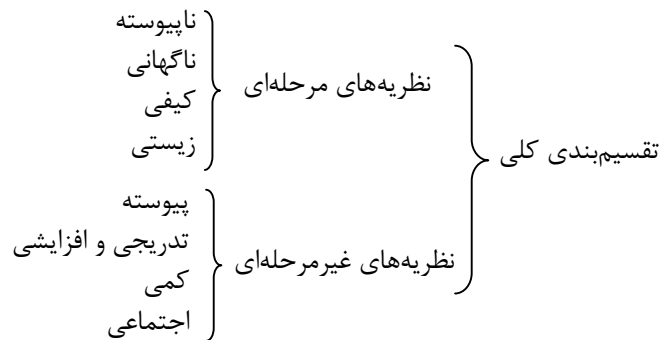 تقسیم‌بندی کلی
نظریه‌های مرحله‌ای
ناپیوسته
ناگهانی
کیفی
زیستی
نظریه‌های غیرمرحله‌ای
پیوسته
تدریجی و افزایشی
کمی
اجتماعی